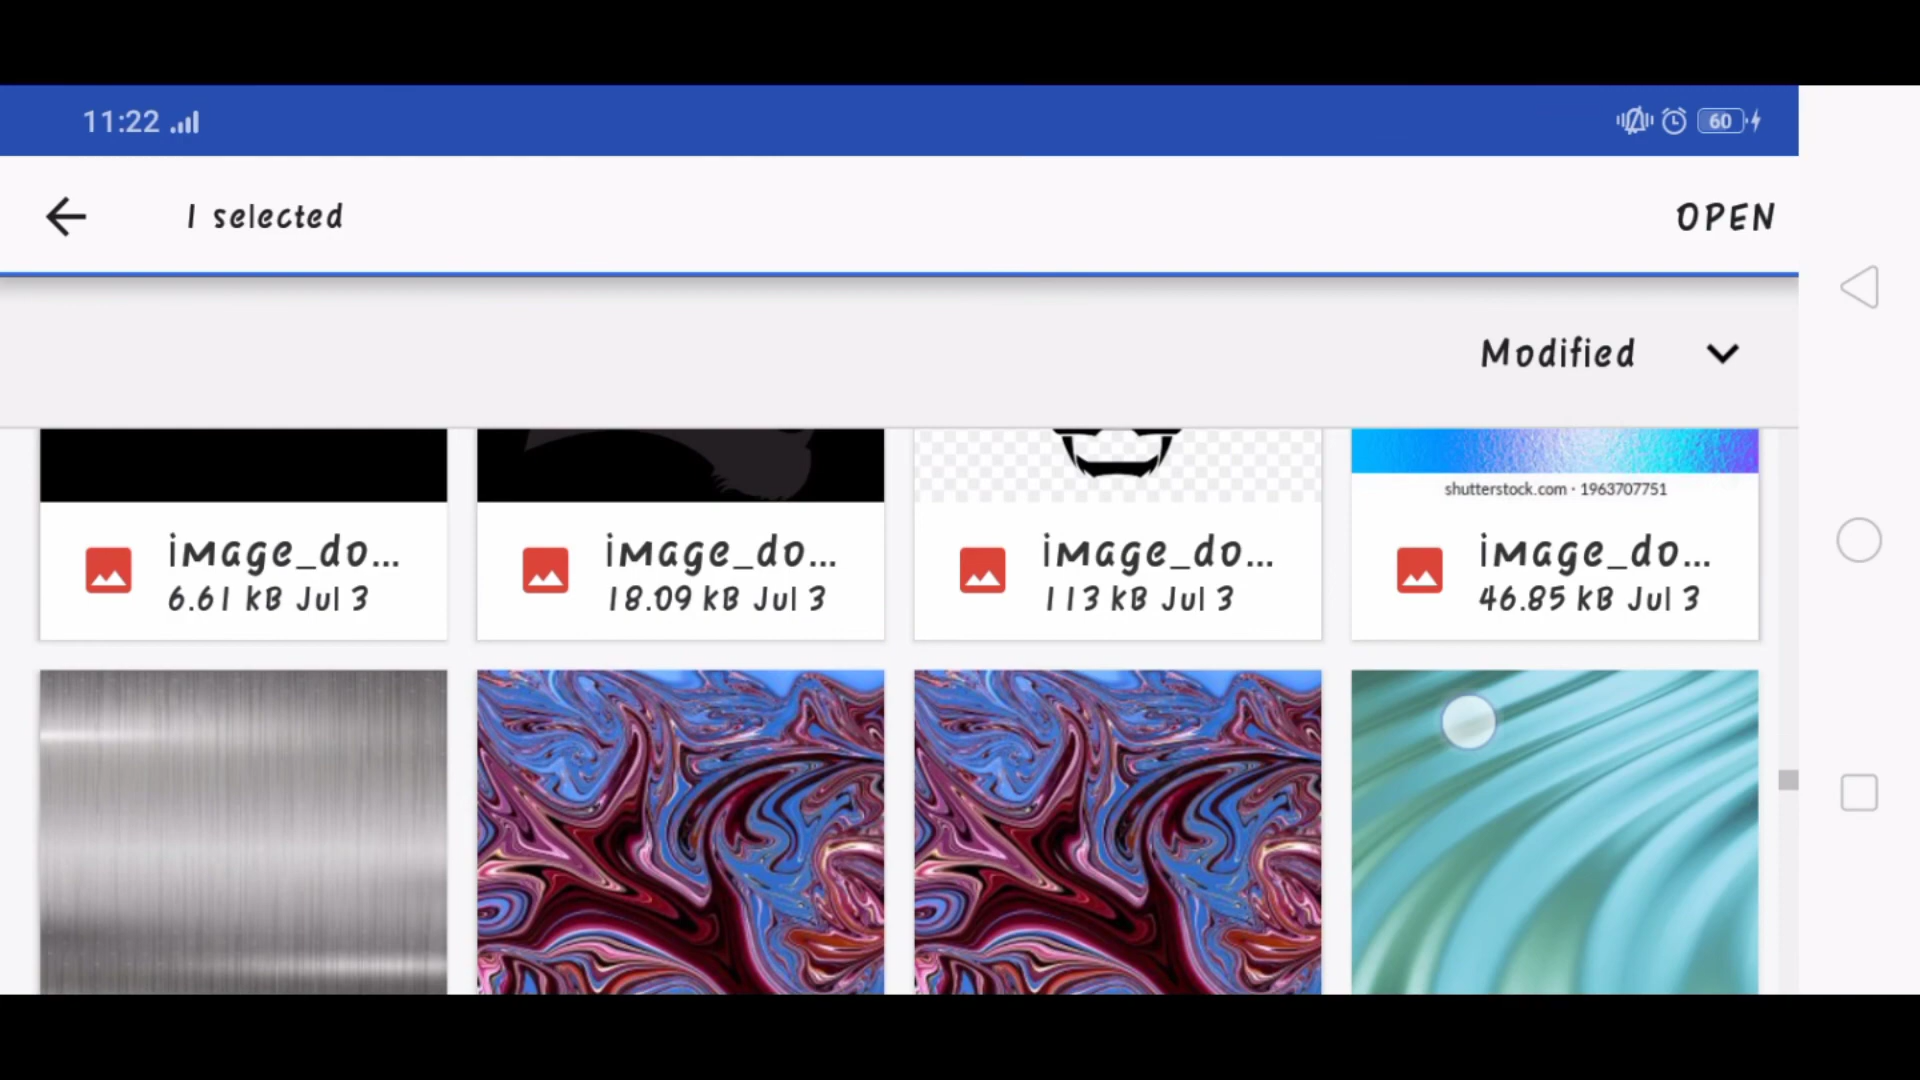 11:22
60
1 selected
OPEN
Modified
shutterstock.com · 1963707751
image_do...
6.61 kB Jul 3
image_do...
18.09 kB Jul 3
image_do...
113 kB Jul 3
image_do...
46.85 kB Jul 3